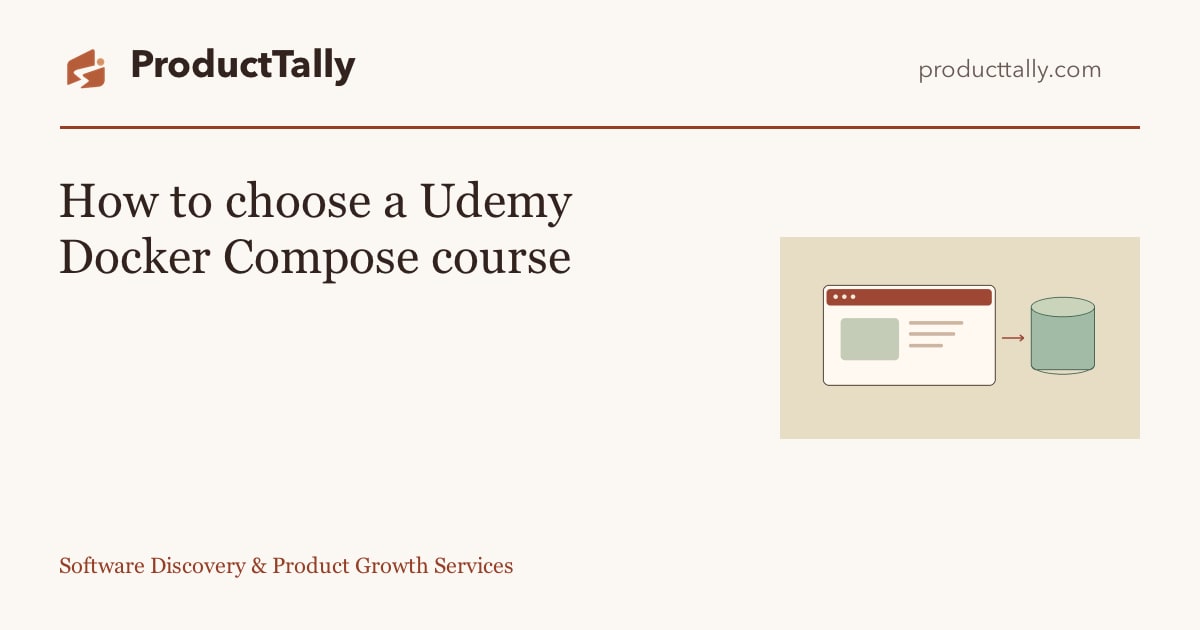 ProductTally
producttally.com
How to choose a Udemy
Docker Compose course
Software Discovery & Product Growth Services